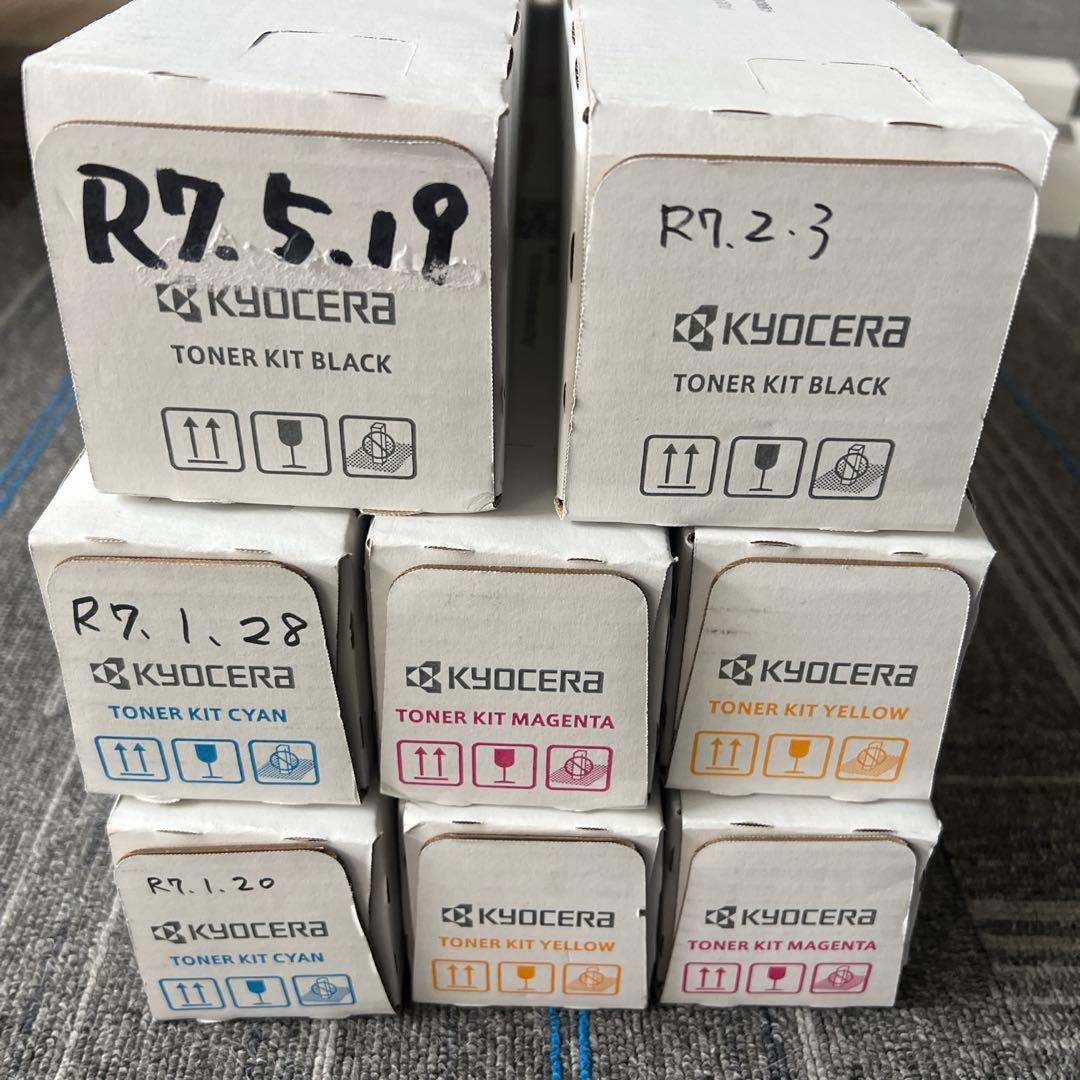 R7.5.19
KYOCERA
TONER KIT BLACK
R7.2.3
KYOCERA
TONER KIT BLACK
R7.1.28
KYOCERA
TONER KIT CYAN
KYOCERA
TONER KIT MAGENTA
KYOCERA
TONER KIT YELLOW
R7.1.20
KYOCERA
TONER KIT CYAN
KYOCERA
TONER KIT YELLOW
KYOCERA
TONER KIT MAGENTA